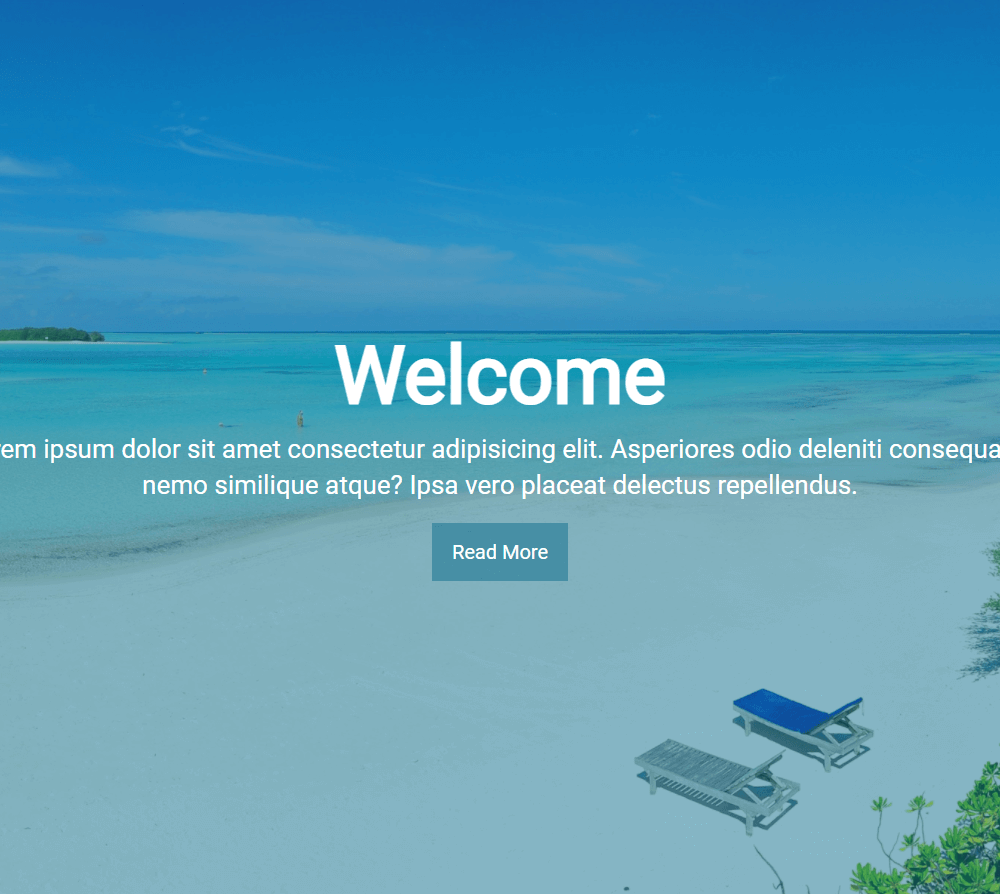 Welcome
rem ipsum dolor sit amet consectetur adipisicing elit. Asperiores odio deleniti consequa
nemo similique atque? Ipsa vero placeat delectus repellendus.
Read More